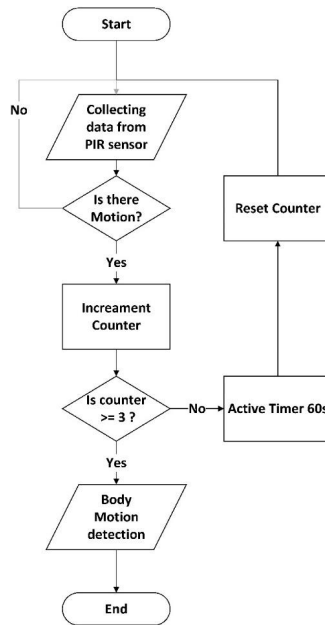 Start
No
Collecting
data from
PIR sensor
Is there
Motion?
Reset Counter
Yes
Increament
Counter
Is counter
>= 3 ?
No
Active Timer 60s
Yes
Body
Motion
detection
End